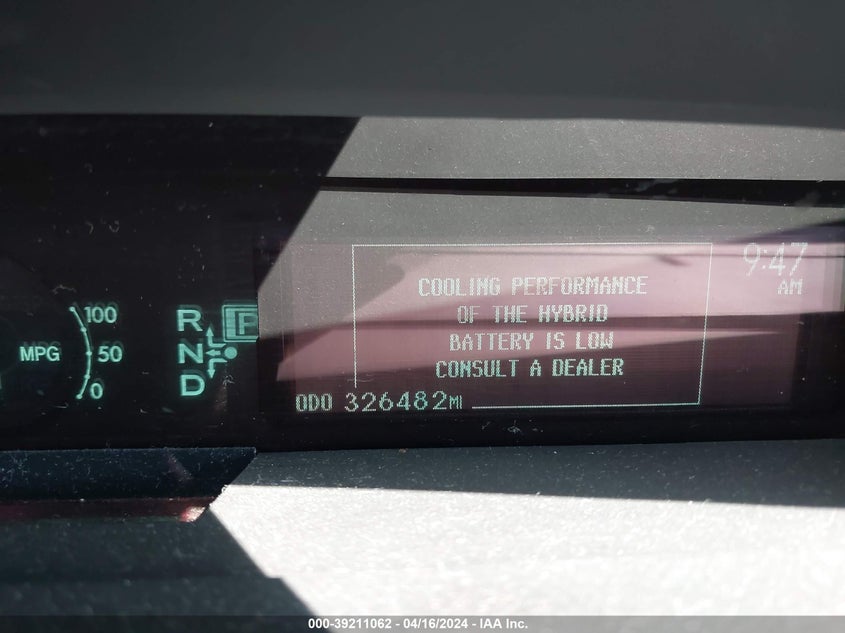 9:47
AM
COOLING PERFORMANCE
OF THE HYBRID
BATTERY IS LOW
CONSULT A DEALER
ODO 326482MI
100
MPG 50
0
R P
N
D
000-39211062 - 04/16/2024 - IAA Inc.